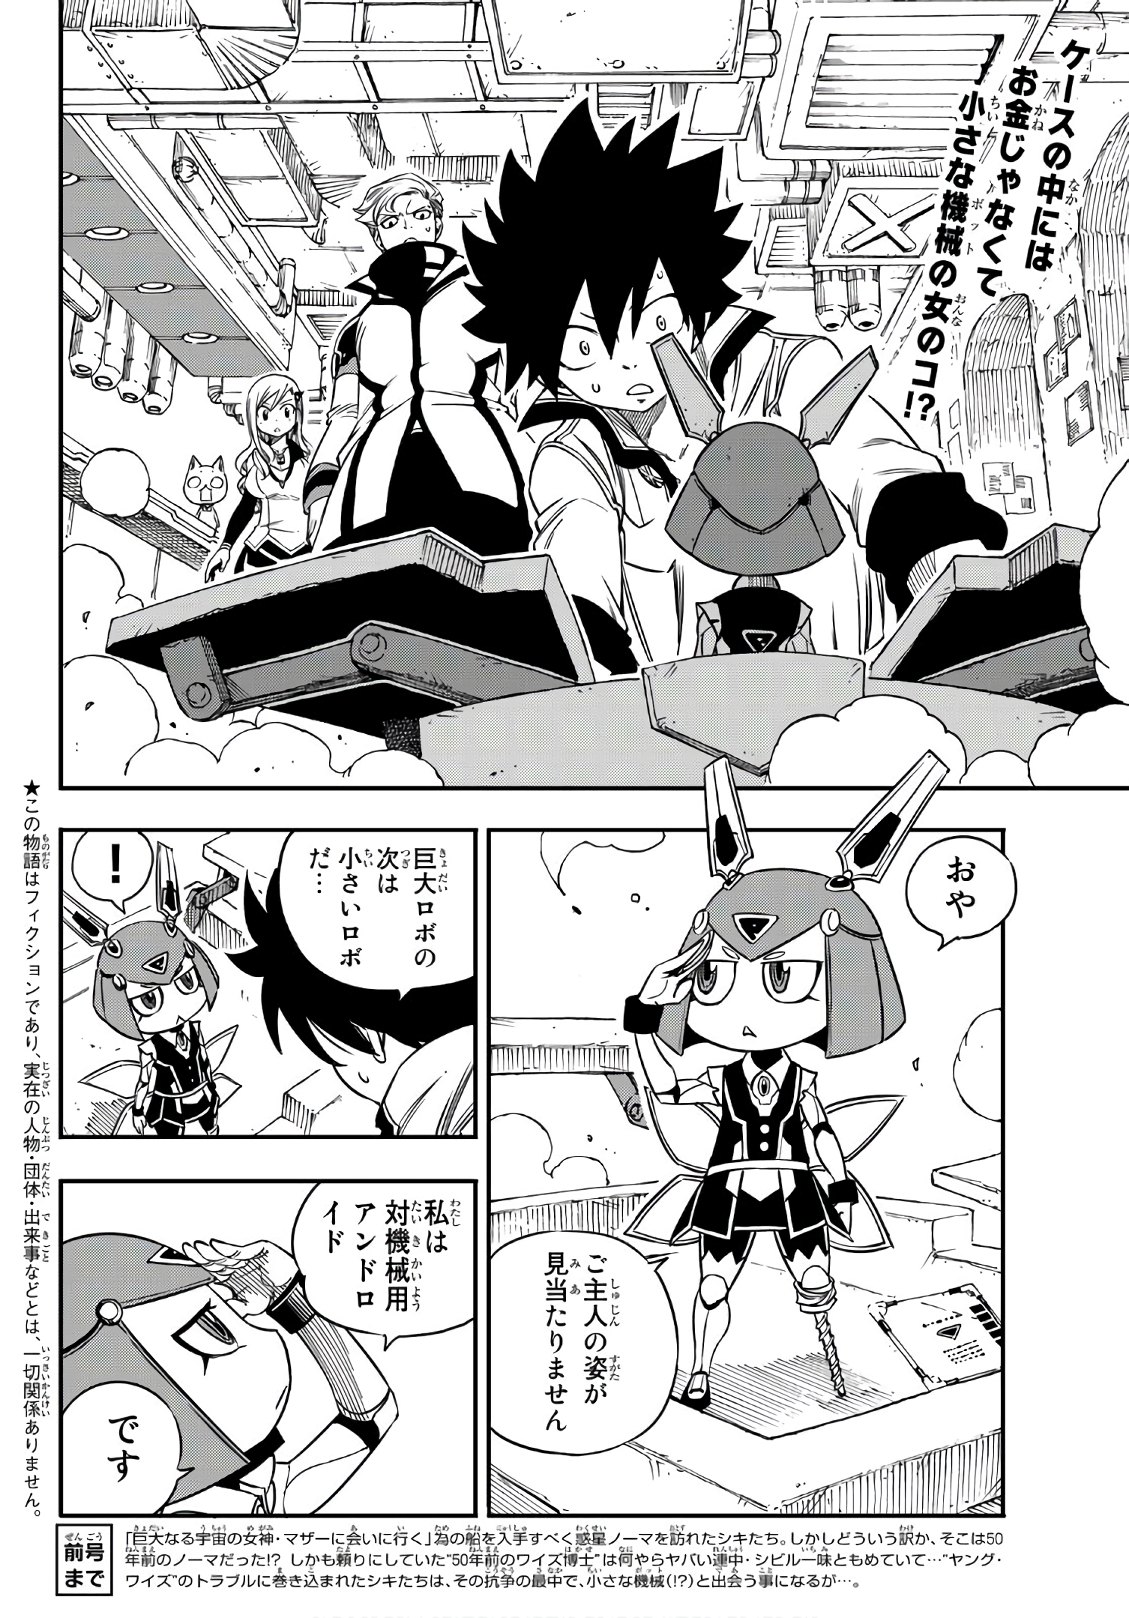 ケースの中には
お金じゃなくて
小さな機械の女のコ!?
おや
ご主人の姿が
見当たりません
巨大ロボの
次は
小さいロボ
だ…
!
私は
対機械用
アンドロ
イド
です
★この物語はフィクションであり、実在の人物・団体・出来事などとは、一切関係ありません。
前号
まで
「巨大なる宇宙の女神・マザーに会いに行く」為の船を入手すべく惑星ノーマを訪れたシキたち。しかしどういう訳か、そこは50
年前のノーマだった!? しかも頼りにしていた"50年前のワイズ博士"は何やらヤバい連中・シビル一味ともめていて…"ヤング・
ワイズ"のトラブルに巻き込まれたシキたちは、その抗争の最中で、小さな機械(!?)と出会う事になるが…。